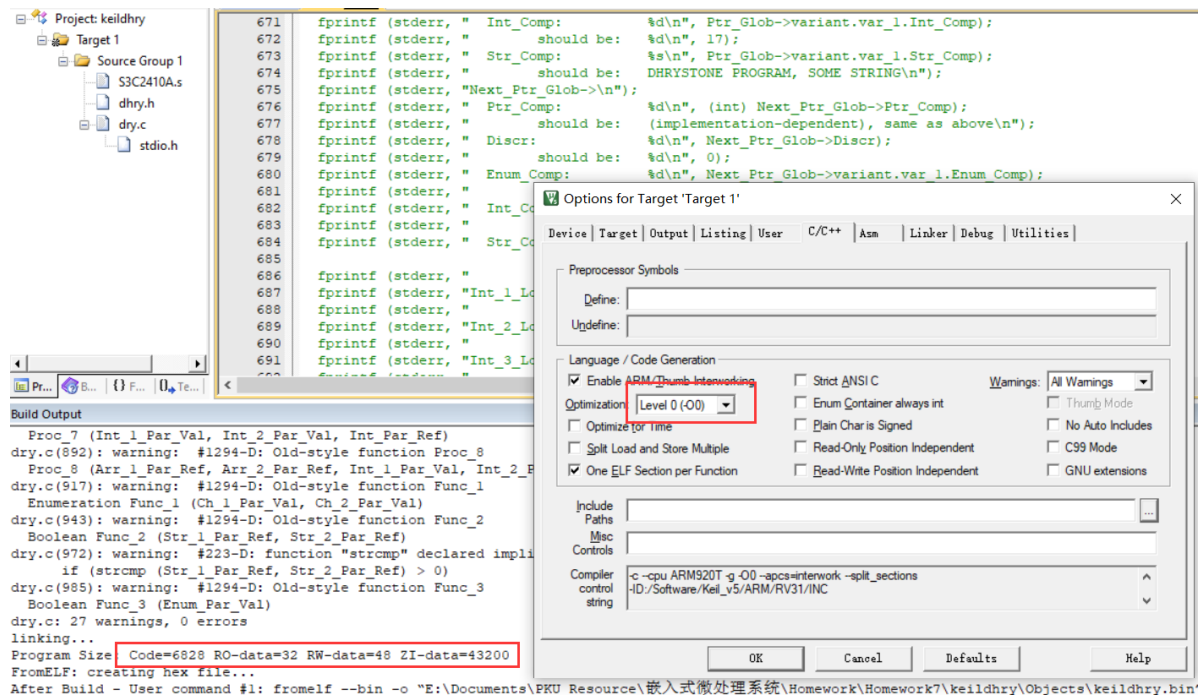 Project: keildhry
Target 1
Source Group 1
S3C2410A.s
dhry.h
dry.c
stdio.h
Pr...
B...
{} F...
Te...
671 fprintf (stderr, " Int_Comp: %d\n", Ptr_Glob->variant.var_1.Int_Comp);
672 fprintf (stderr, " should be: %d\n", 17);
673 fprintf (stderr, " Str_Comp: %s\n", Ptr_Glob->variant.var_1.Str_Comp);
674 fprintf (stderr, " should be: DHRYSTONE PROGRAM, SOME STRING\n");
675 fprintf (stderr, "Next_Ptr_Glob->\n");
676 fprintf (stderr, " Ptr_Comp: %d\n", (int) Next_Ptr_Glob->Ptr_Comp);
677 fprintf (stderr, " should be: (implementation-dependent), same as above\n");
678 fprintf (stderr, " Discr: %d\n", Next_Ptr_Glob->Discr);
679 fprintf (stderr, " should be: %d\n", 0);
680 fprintf (stderr, " Enum_Comp: %d\n", Next_Ptr_Glob->variant.var_1.Enum_Comp);
681 fprintf (stderr, "
682 fprintf (stderr, " Int_Co
683 fprintf (stderr, "
684 fprintf (stderr, " Str_Co
685
686 fprintf (stderr, "
687 fprintf (stderr, "Int_1_Lo
688 fprintf (stderr, "
689 fprintf (stderr, "Int_2_Lo
690 fprintf (stderr, "
691 fprintf (stderr, "Int_3_Lo
Options for Target 'Target 1'
Device Target Output Listing User C/C++ Asm Linker Debug Utilities
Preprocessor Symbols
Define:
Undefine:
Language / Code Generation
Enable ARM/Thumb Interworking
Strict ANSI C
Warnings: All Warnings
Optimization: Level 0 (-O0)
Enum Container always int
Thumb Mode
Optimize for Time
Plain Char is Signed
No Auto Includes
Split Load and Store Multiple
Read-Only Position Independent
C99 Mode
One ELF Section per Function
Read-Write Position Independent
GNU extensions
Include
Paths
...
Misc
Controls
Compiler
control
string
-c --cpu ARM920T -g -O0 --apcs=interwork --split_sections
-ID:/Software/Keil_v5/ARM/RV31/INC
OK Cancel Defaults Help
Build Output
Proc_7 (Int_1_Par_Val, Int_2_Par_Val, Int_Par_Ref)
dry.c(892): warning: #1294-D: Old-style function Proc_8
Proc_8 (Arr_1_Par_Ref, Arr_2_Par_Ref, Int_1_Par_Val, Int_2_P
dry.c(917): warning: #1294-D: Old-style function Func_1
Enumeration Func_1 (Ch_1_Par_Val, Ch_2_Par_Val)
dry.c(943): warning: #1294-D: Old-style function Func_2
Boolean Func_2 (Str_1_Par_Ref, Str_2_Par_Ref)
dry.c(972): warning: #223-D: function "strcmp" declared impli
if (strcmp (Str_1_Par_Ref, Str_2_Par_Ref) > 0)
dry.c(985): warning: #1294-D: Old-style function Func_3
Boolean Func_3 (Enum_Par_Val)
dry.c: 27 warnings, 0 errors
linking...
Program Size: Code=6828 RO-data=32 RW-data=48 ZI-data=43200
FromELF: creating hex file...
After Build - User command #1: fromelf --bin -o "E:\Documents\PKU Resource\嵌入式微处理系统\Homework\Homework7\keildhry\Objects\keildhry.bin"